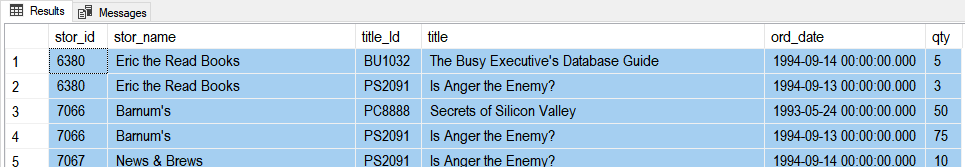 Results Messages
stor_id stor_name title_Id title ord_date qty
1 6380 Eric the Read Books BU1032 The Busy Executive's Database Guide 1994-09-14 00:00:00.000 5
2 6380 Eric the Read Books PS2091 Is Anger the Enemy? 1994-09-13 00:00:00.000 3
3 7066 Barnum's PC8888 Secrets of Silicon Valley 1993-05-24 00:00:00.000 50
4 7066 Barnum's PS2091 Is Anger the Enemy? 1994-09-13 00:00:00.000 75
5 7067 News & Brews PS2091 Is Anger the Enemy? 1994-09-14 00:00:00.000 10